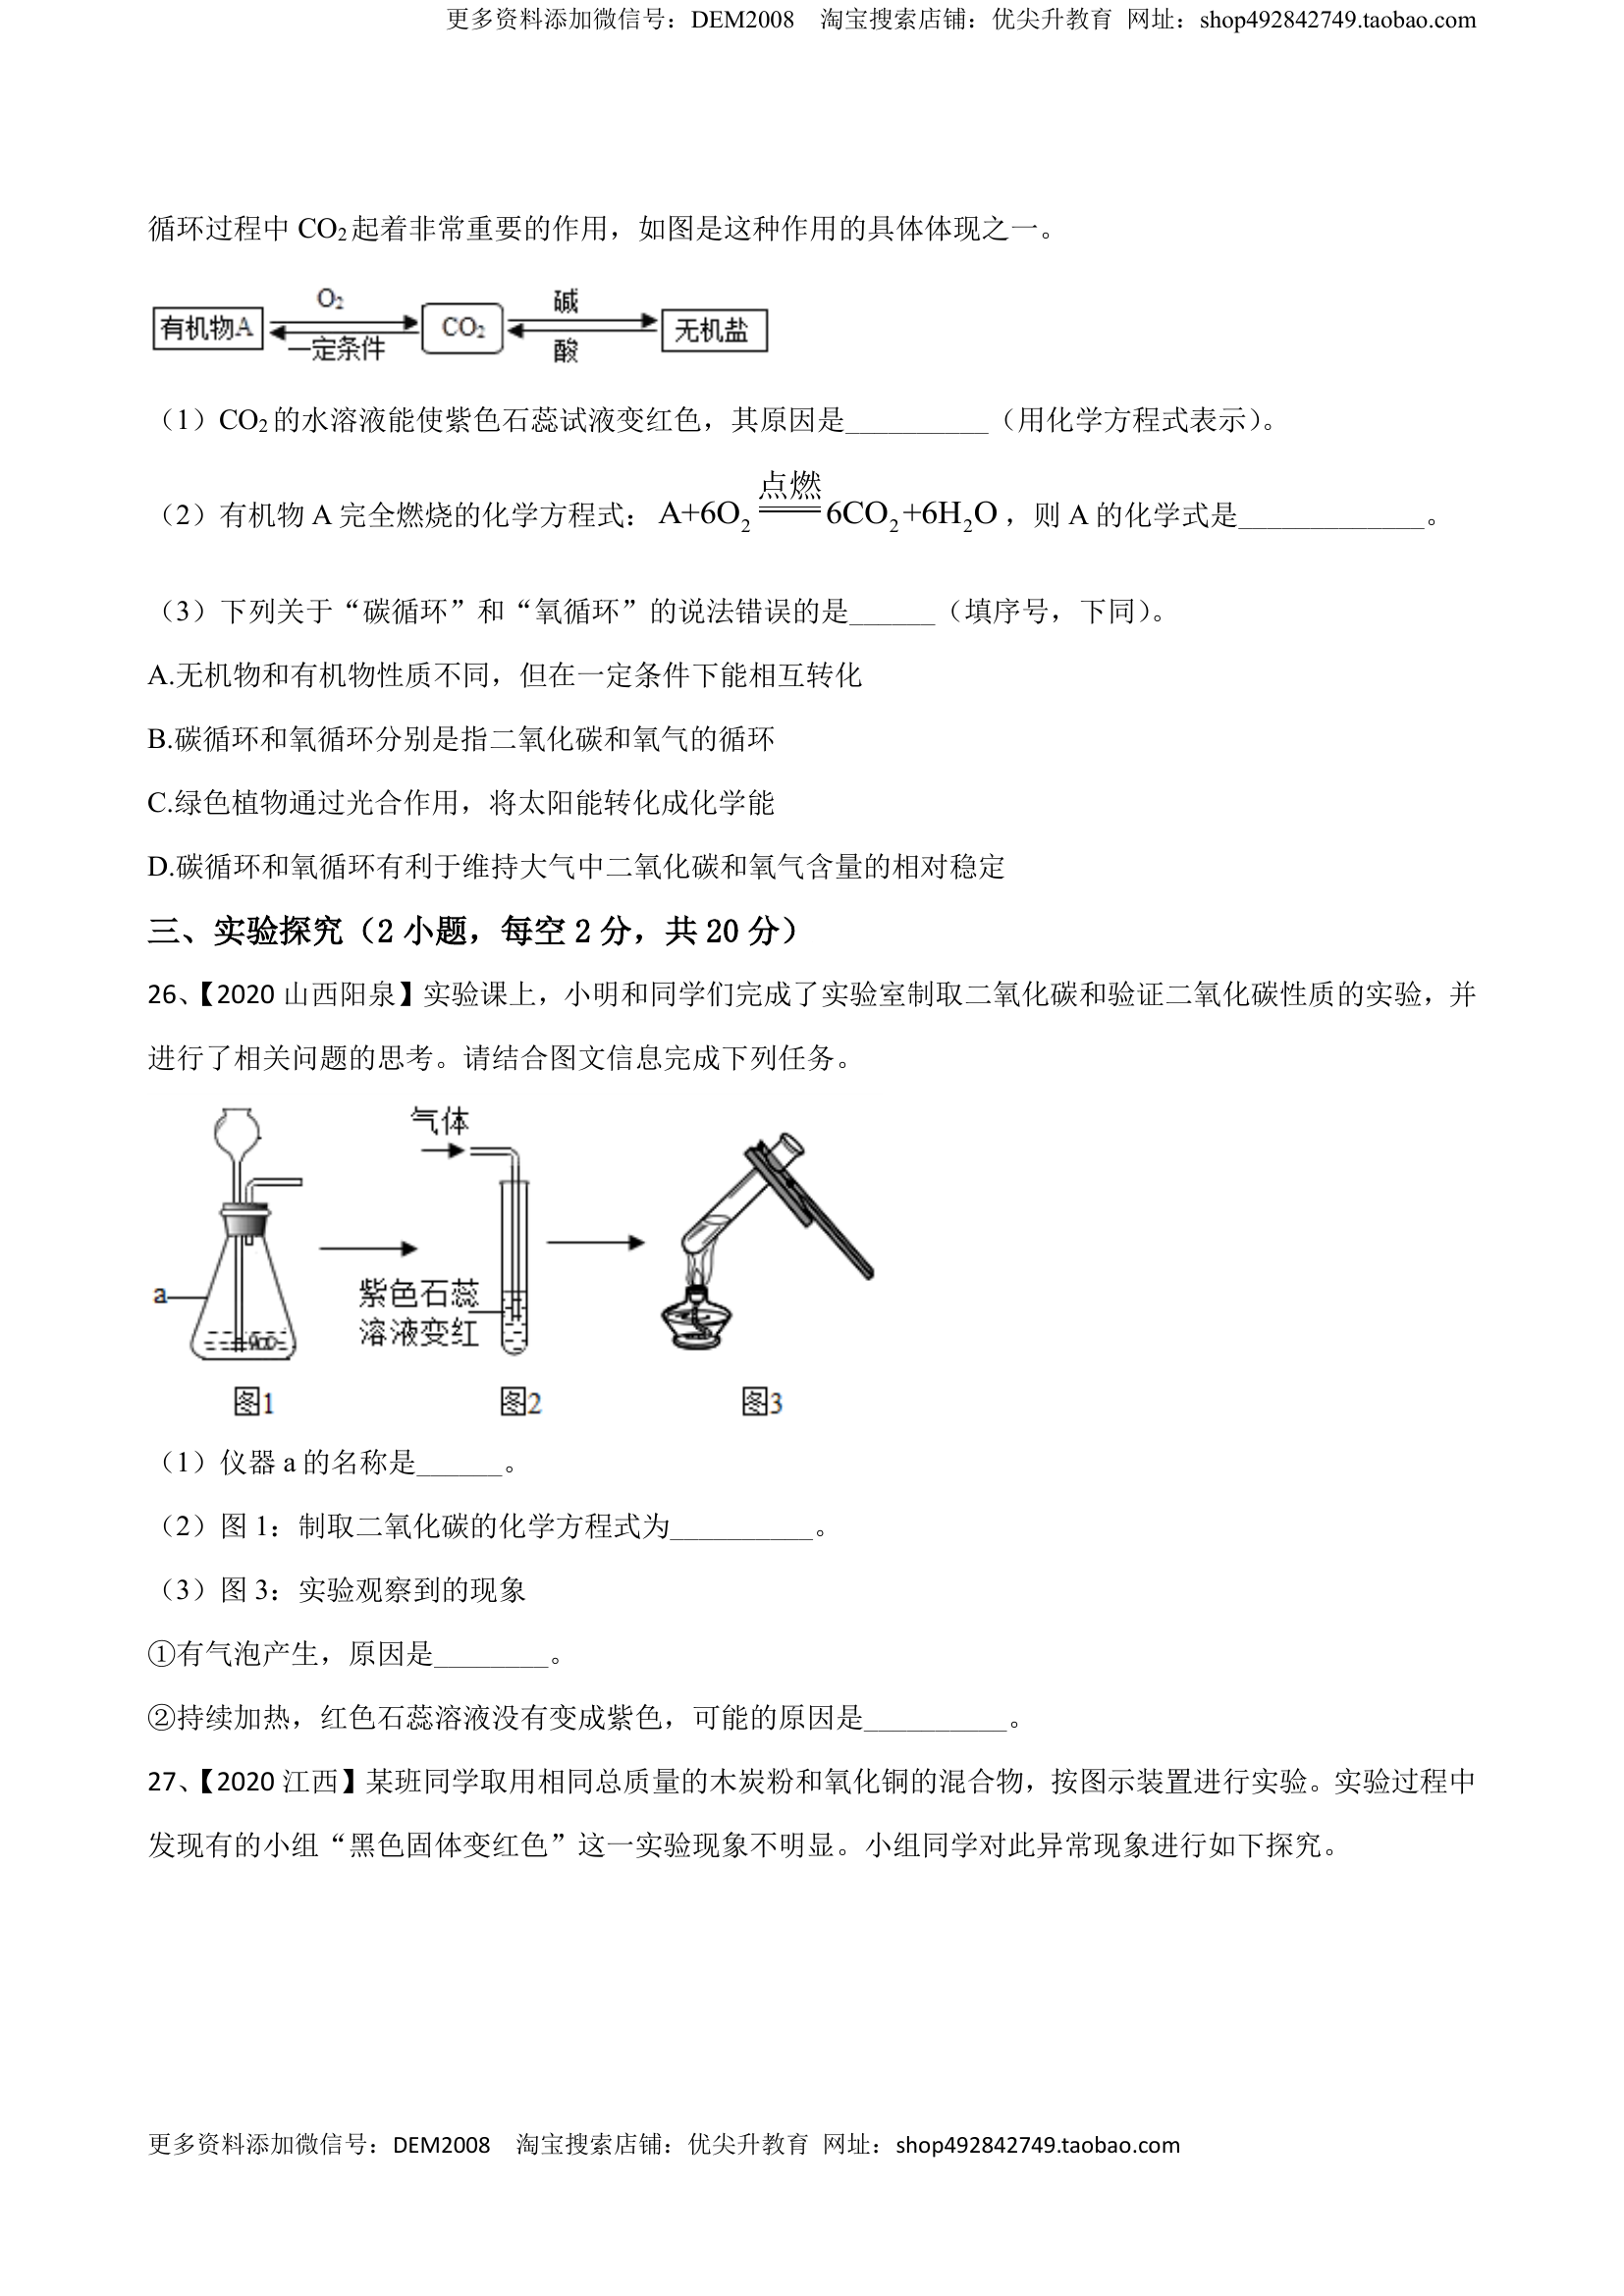 更多资料添加微信号：DEM2008 淘宝搜索店铺：优尖升教育 网址：shop492842749.taobao.com
循环过程中 CO₂起着非常重要的作用，如图是这种作用的具体体现之一。
有机物A O₂ 一定条件 CO₂ 碱 酸 无机盐
（1）CO₂的水溶液能使紫色石蕊试液变红色，其原因是__________（用化学方程式表示）。
点燃
（2）有机物 A 完全燃烧的化学方程式：A+6O₂══6CO₂+6H₂O，则 A 的化学式是_____________。
（3）下列关于“碳循环”和“氧循环”的说法错误的是______（填序号，下同）。
A.无机物和有机物性质不同，但在一定条件下能相互转化
B.碳循环和氧循环分别是指二氧化碳和氧气的循环
C.绿色植物通过光合作用，将太阳能转化成化学能
D.碳循环和氧循环有利于维持大气中二氧化碳和氧气含量的相对稳定
三、实验探究（2 小题，每空 2 分，共 20 分）
26、【2020 山西阳泉】实验课上，小明和同学们完成了实验室制取二氧化碳和验证二氧化碳性质的实验，并
进行了相关问题的思考。请结合图文信息完成下列任务。
气体
a
紫色石蕊
溶液变红
图1 图2 图3
（1）仪器 a 的名称是______。
（2）图 1：制取二氧化碳的化学方程式为__________。
（3）图 3：实验观察到的现象
①有气泡产生，原因是________。
②持续加热，红色石蕊溶液没有变成紫色，可能的原因是__________。
27、【2020 江西】某班同学取用相同总质量的木炭粉和氧化铜的混合物，按图示装置进行实验。实验过程中
发现有的小组“黑色固体变红色”这一实验现象不明显。小组同学对此异常现象进行如下探究。
更多资料添加微信号：DEM2008 淘宝搜索店铺：优尖升教育 网址：shop492842749.taobao.com